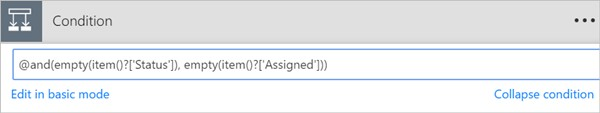 Condition
@and(empty(item()?['Status']), empty(item()?['Assigned']))
Edit in basic mode
Collapse condition